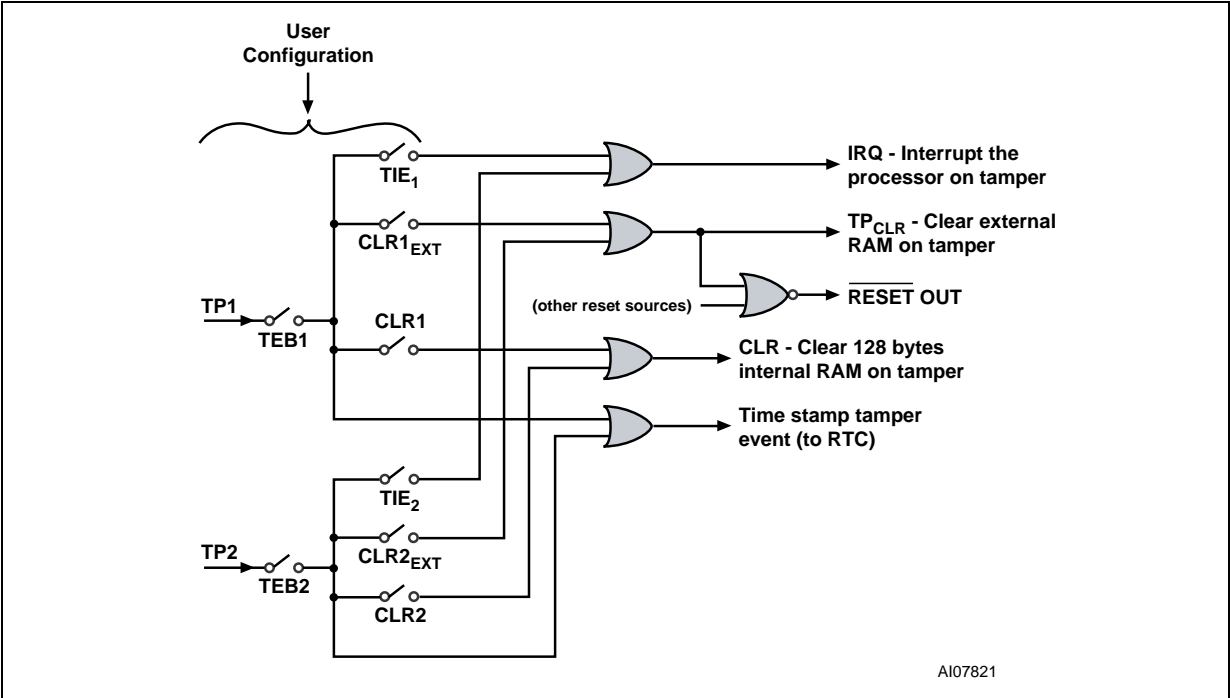 User
Configuration
TIE1
IRQ - Interrupt the
processor on tamper
CLR1EXT
TPCLR - Clear external
RAM on tamper
(other reset sources)
RESET OUT
TP1
TEB1
CLR1
CLR - Clear 128 bytes
internal RAM on tamper
Time stamp tamper
event (to RTC)
TIE2
CLR2EXT
TP2
TEB2
CLR2
AI07821